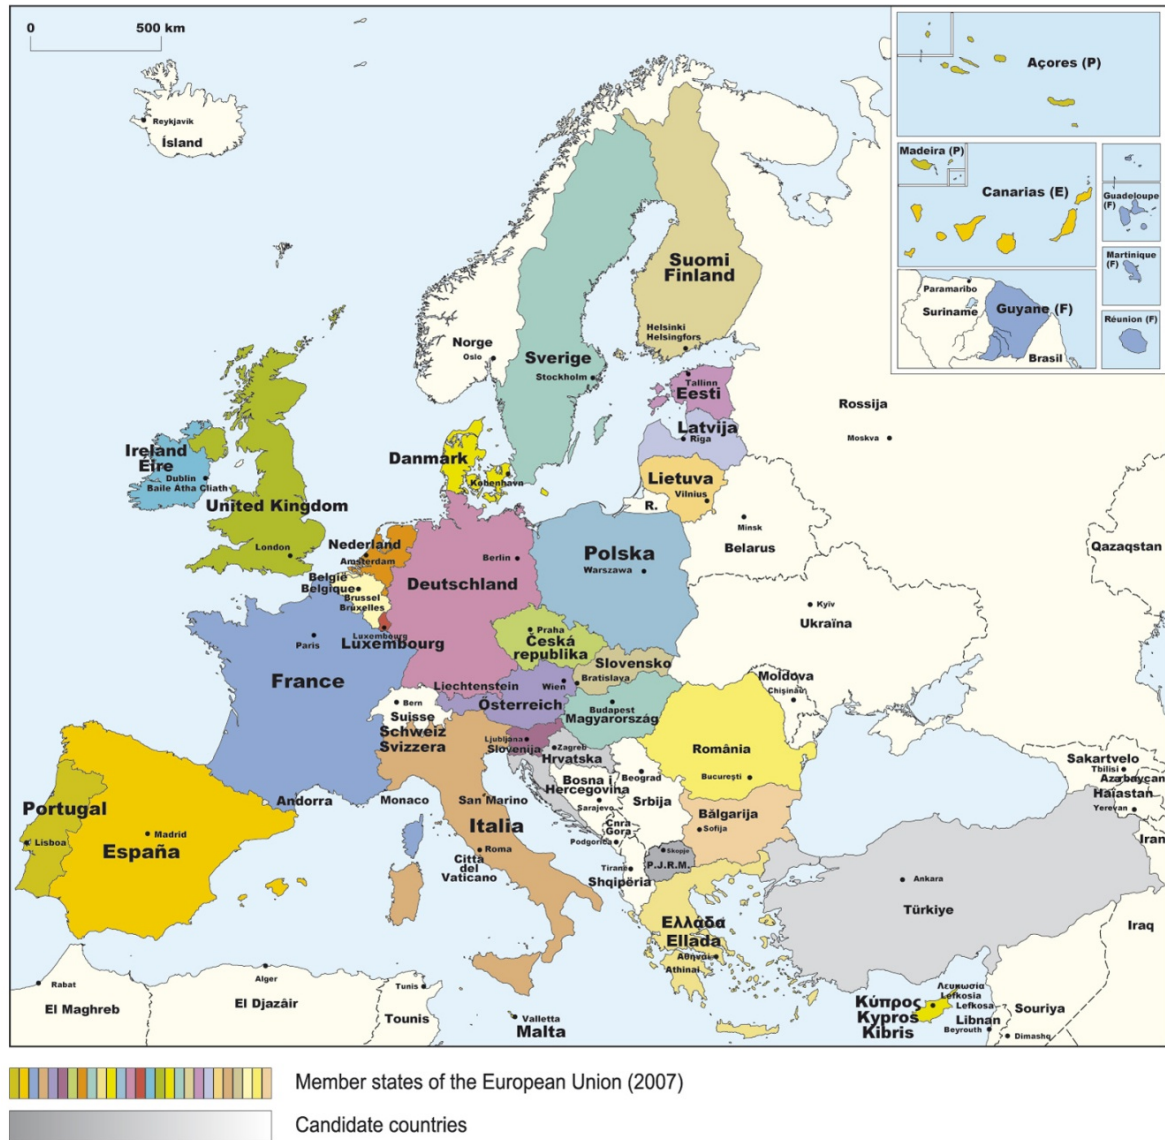 0
500 km
Reykjavík
Ísland
Açores (P)
Madeira (P)
Canarias (E)
Guadeloupe
(F)
Martinique
(F)
Paramaribo
Suriname
Guyane (F)
Brasil
Réunion (F)
Suomi
Finland
Helsinki
Helsingfors
Norge
Oslo
Sverige
Stockholm
Tallinn
Eesti
Latvija
Rīga
Lietuva
Vilnius
R.
Rossija
Moskva
Minsk
Belarus
Qazaqstan
Danmark
København
Ireland
Éire
Dublin
Baile Átha Cliath
United Kingdom
London
Nederland
Amsterdam
België
Belgique
Brussel
Bruxelles
Luxembourg
Luxembourg
Berlin
Deutschland
Polska
Warszawa
Kyiv
Ukraïna
Praha
Česká
republika
Slovensko
Bratislava
Paris
France
Liechtenstein
Wien
Österreich
Budapest
Magyarország
Moldova
Chişinău
Bern
Suisse
Schweiz
Svizzera
Ljubljana
Slovenija
Zagreb
Hrvatska
România
Bucureşti
Bosna i
Hercegovina
Sarajevo
Beograd
Srbija
Crna
Gora
Podgorica
Bălgarija
Sofija
Sakartvelo
Tbilisi
Azərbaycan
Haiastan
Yerevan
Iran
Andorra
Monaco
San Marino
Italia
Roma
Città
del
Vaticano
Portugal
Lisboa
Madrid
España
Skopje
P.J.R.M.
Tiranë
Shqipëria
Ankara
Türkiye
Iraq
Ελλάδα
Ellada
Αθήναι
Athinai
Rabat
El Maghreb
Alger
El Djazâir
Tunis
Tounis
Valletta
Malta
Κύπρος
Kypros
Kibris
Λευκωσία
Lefkosia
Lefkosa
Souriya
Libnan
Beyrouth
Dimashq
Member states of the European Union (2007)
Candidate countries